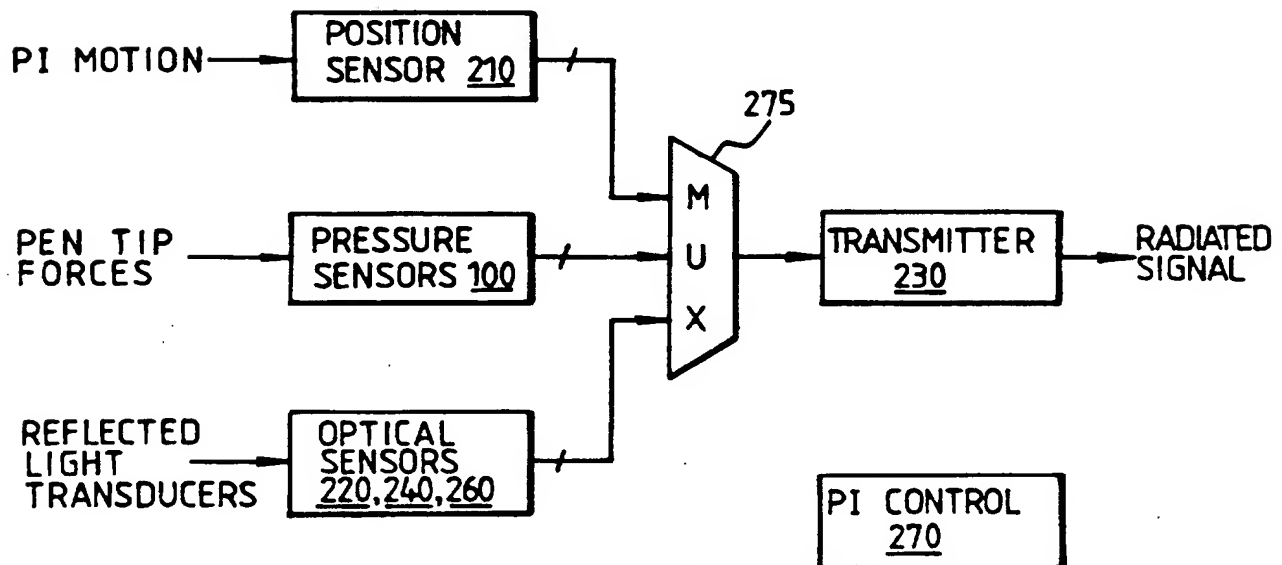 PI MOTION
POSITION
SENSOR 210
275
PEN TIP
FORCES
PRESSURE
SENSORS 100
M
U
X
TRANSMITTER
230
RADIATED
SIGNAL
REFLECTED
LIGHT
TRANSDUCERS
OPTICAL
SENSORS
220, 240, 260
PI CONTROL
270